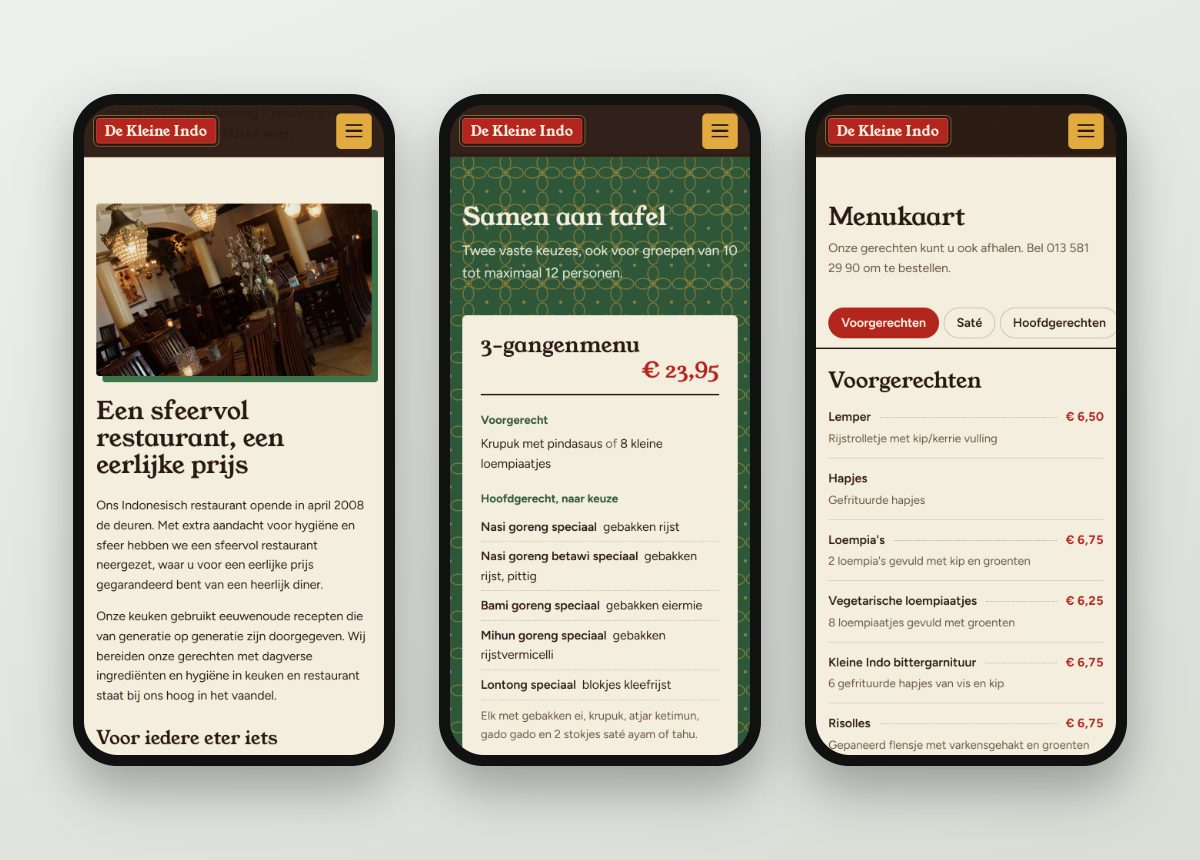 donderdag 7 januari zijn
00 uur weer.
De Kleine Indo
Een sfeervol
restaurant, een
eerlijke prijs
Ons Indonesisch restaurant opende in april 2008
de deuren. Met extra aandacht voor hygiëne en
sfeer hebben we een sfeervol restaurant
neergezet, waar u voor een eerlijke prijs
gegarandeerd bent van een heerlijk diner.
Onze keuken gebruikt eeuwenoude recepten die
van generatie op generatie zijn doorgegeven. Wij
bereiden onze gerechten met dagverse
ingrediënten en hygiëne in keuken en restaurant
staat bij ons hoog in het vaandel.
Voor iedere eter iets
De Kleine Indo
Samen aan tafel
Twee vaste keuzes, ook voor groepen van 10
tot maximaal 12 personen.
3-gangenmenu
€ 23,95
Voorgerecht
Krupuk met pindasaus of 8 kleine
loempiaatjes
Hoofdgerecht, naar keuze
Nasi goreng speciaal gebakken rijst
Nasi goreng betawi speciaal gebakken
rijst, pittig
Bami goreng speciaal gebakken eiermie
Mihun goreng speciaal gebakken
rijstvermicelli
Lontong speciaal blokjes kleefrijst
Elk met gebakken ei, krupuk, atjar ketimun,
gado gado en 2 stokjes saté ayam of tahu.
De Kleine Indo
Menukaart
Onze gerechten kunt u ook afhalen. Bel 013 581
29 90 om te bestellen.
Voorgerechten Saté Hoofdgerechten
Voorgerechten
Lemper € 6,50
Rijstrolletje met kip/kerrie vulling
Hapjes
Gefrituurde hapjes
Loempia's € 6,75
2 loempia's gevuld met kip en groenten
Vegetarische loempiaatjes € 6,25
8 loempiaatjes gevuld met groenten
Kleine Indo bittergarnituur € 6,75
6 gefrituurde hapjes van vis en kip
Risolles € 6,75
Gepaneerd flensje met varkensgehakt en groenten